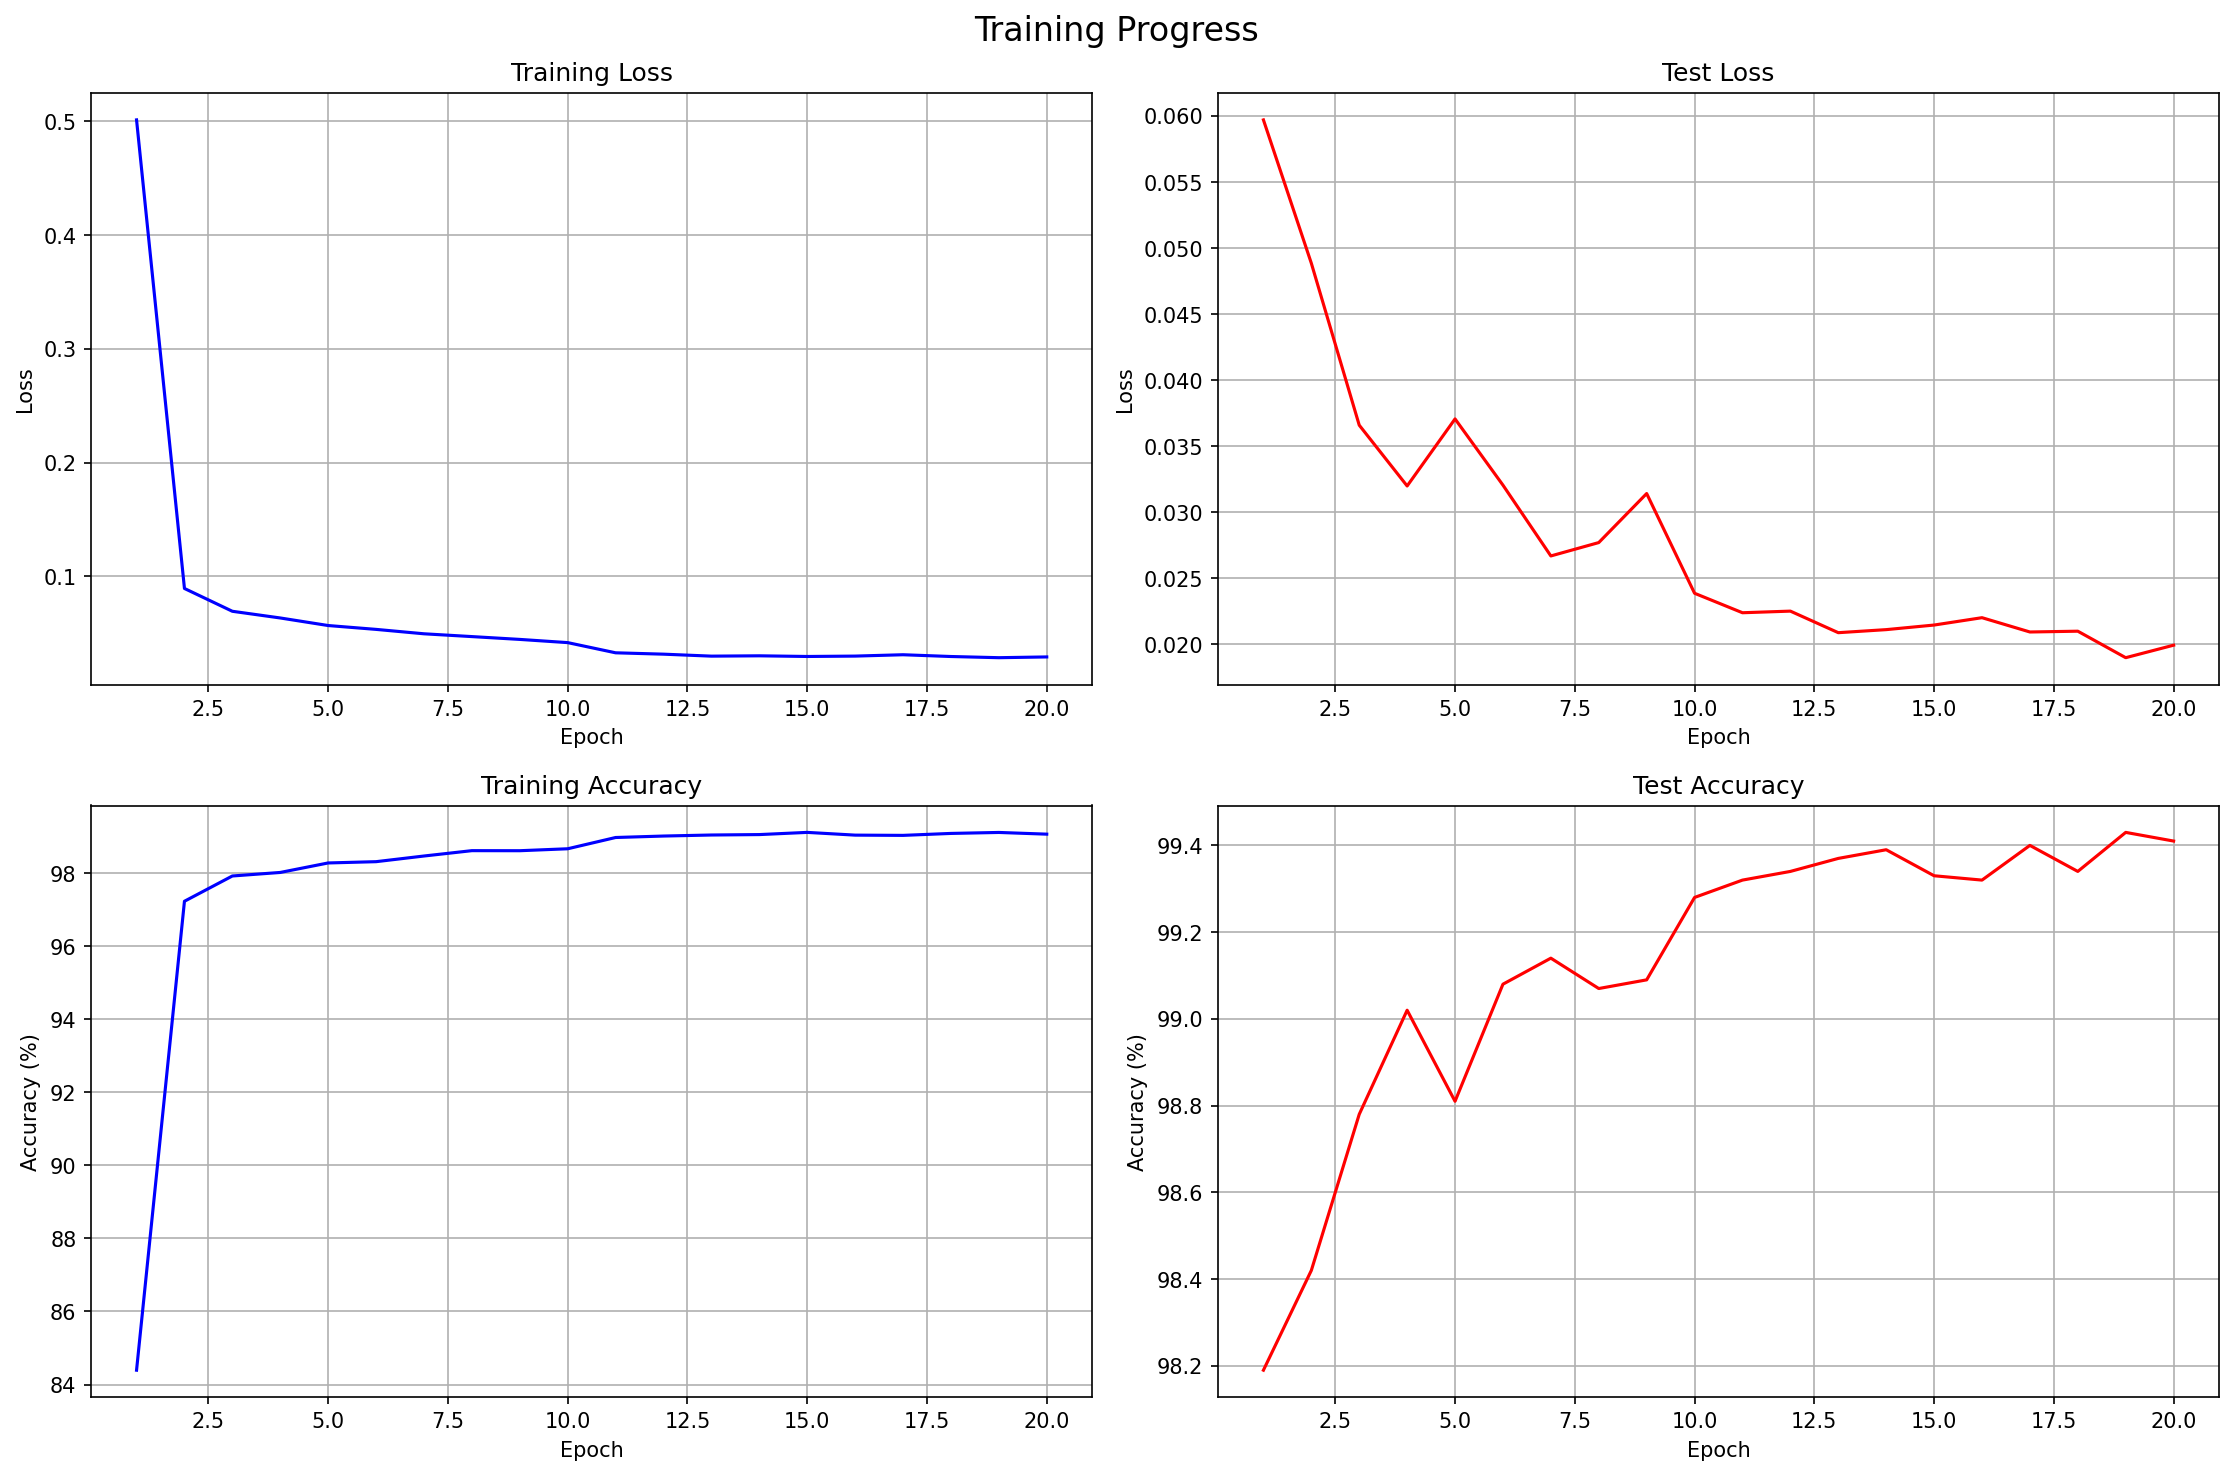 Training Progress
Training Loss
0.5
0.4
0.3
0.2
0.1
Loss
2.5 5.0 7.5 10.0 12.5 15.0 17.5 20.0
Epoch
Test Loss
0.060
0.055
0.050
0.045
0.040
0.035
0.030
0.025
0.020
Loss
2.5 5.0 7.5 10.0 12.5 15.0 17.5 20.0
Epoch
Training Accuracy
98
96
94
92
90
88
86
84
Accuracy (%)
2.5 5.0 7.5 10.0 12.5 15.0 17.5 20.0
Epoch
Test Accuracy
99.4
99.2
99.0
98.8
98.6
98.4
98.2
Accuracy (%)
2.5 5.0 7.5 10.0 12.5 15.0 17.5 20.0
Epoch